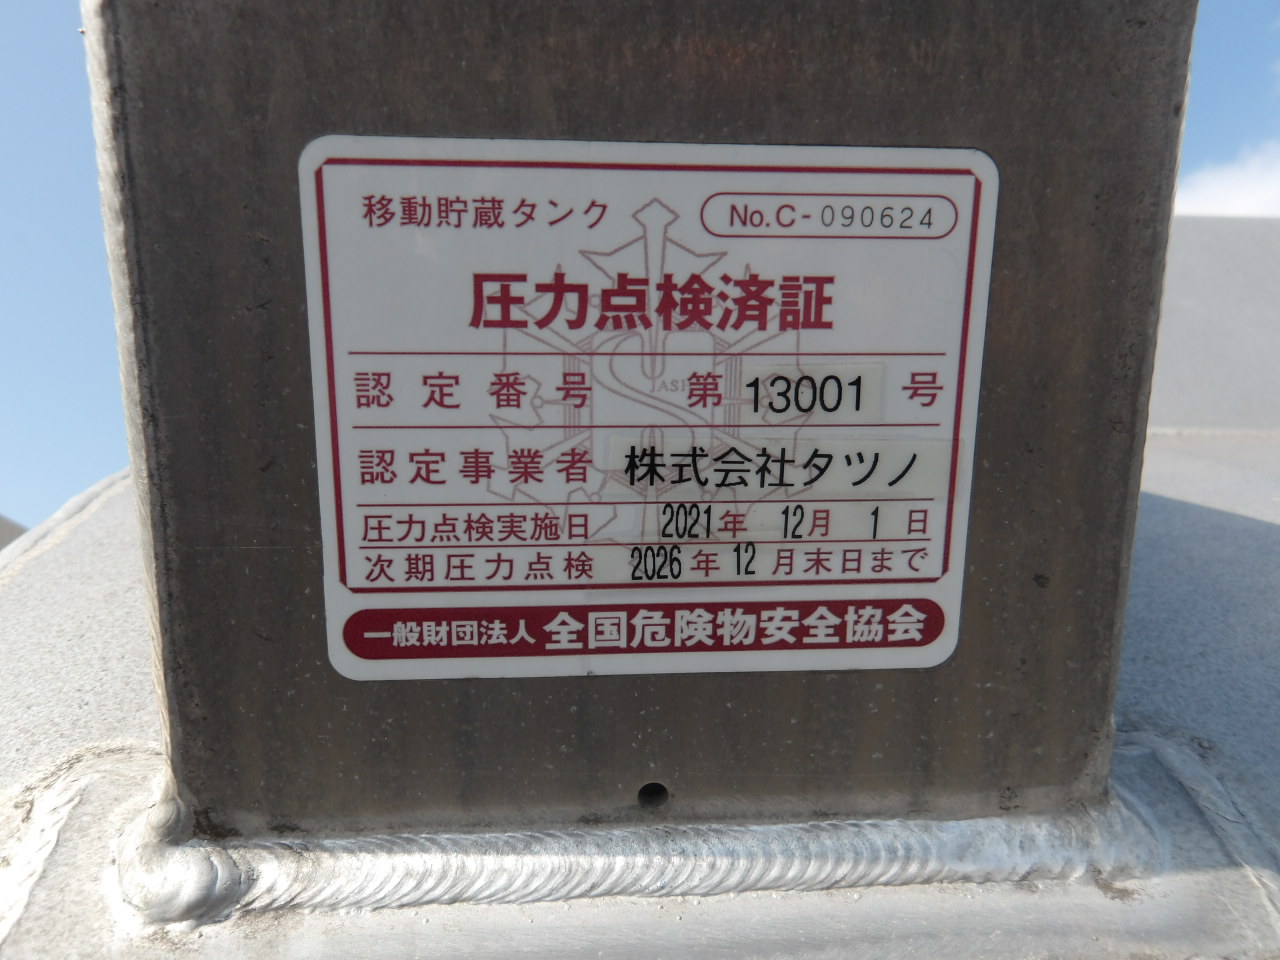 移動貯蔵タンク No.C-090624
圧力点検済証
認定番号 第 13001 号
認定事業者 株式会社タツノ
圧力点検実施日 2021年 12月 1日
次期圧力点検 2026年 12月末日まで
一般財団法人 全国危険物安全協会